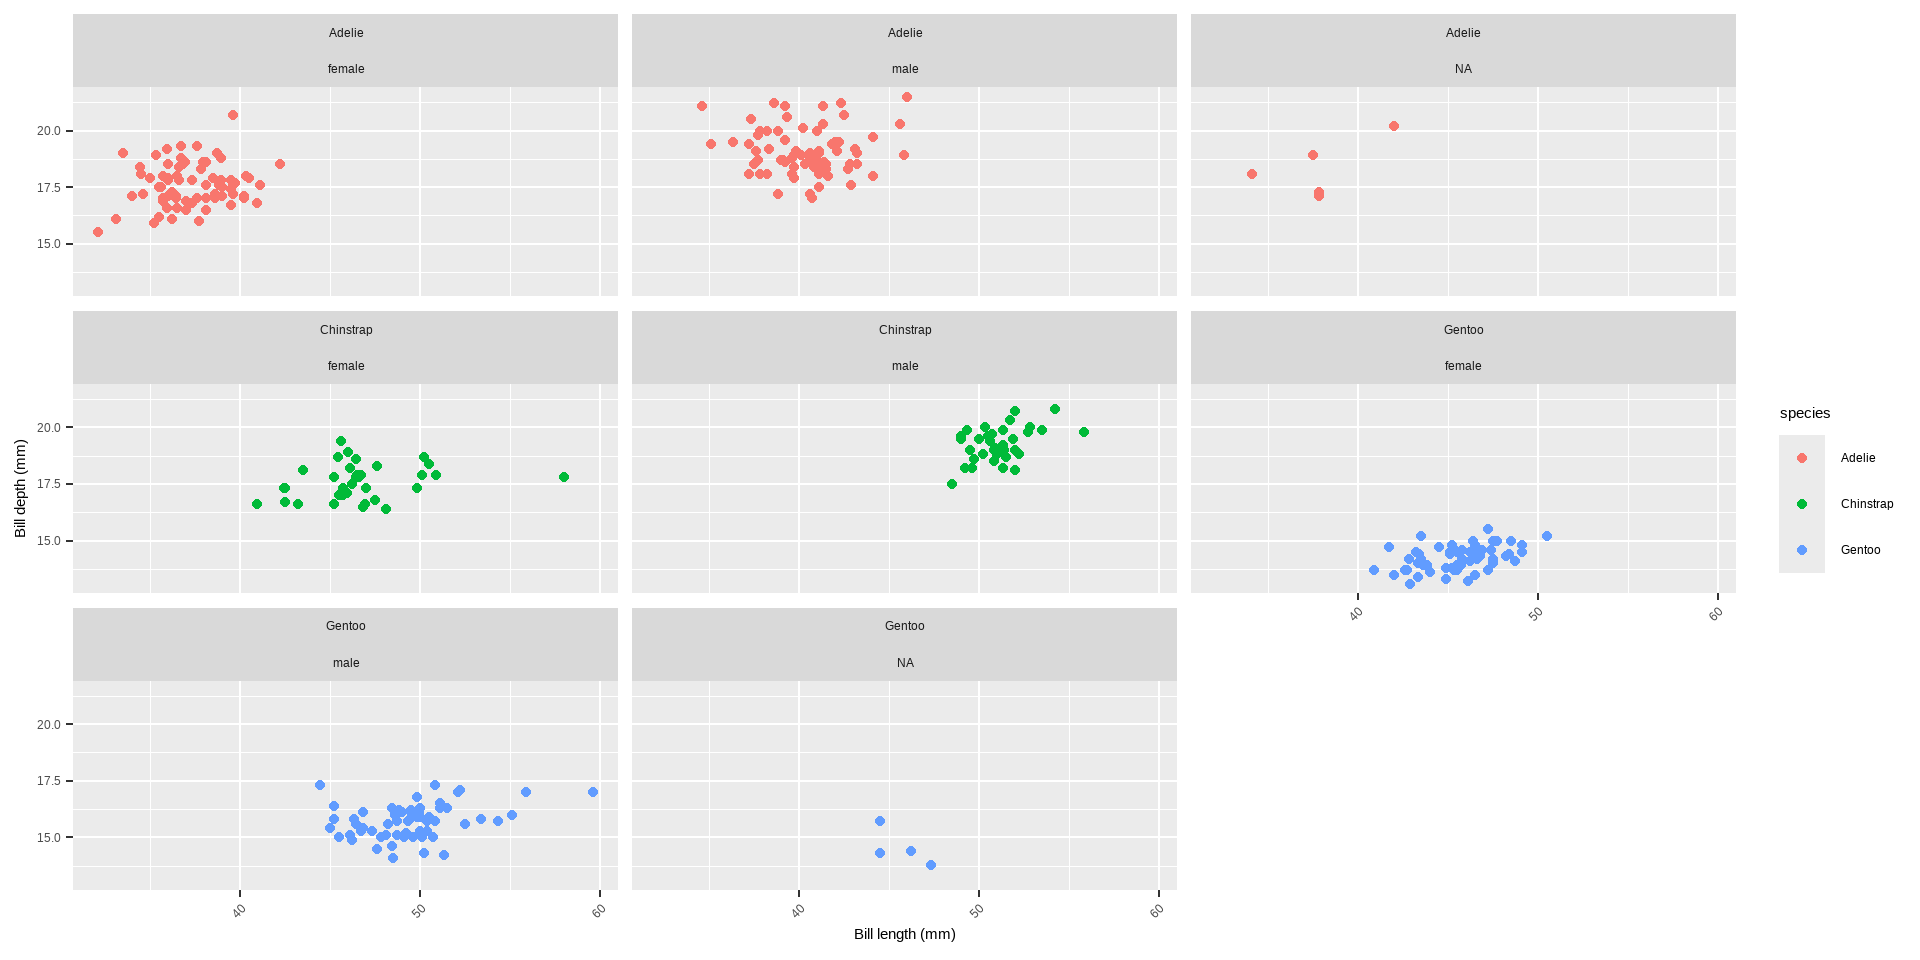 Adelie
female
Adelie
male
Adelie
NA
20.0
17.5
15.0
Chinstrap
female
Chinstrap
male
Gentoo
female
20.0
17.5
15.0
40
50
60
Gentoo
male
Gentoo
NA
20.0
17.5
15.0
40
50
60
40
50
60
Bill length (mm)
Bill depth (mm)
species
Adelie
Chinstrap
Gentoo